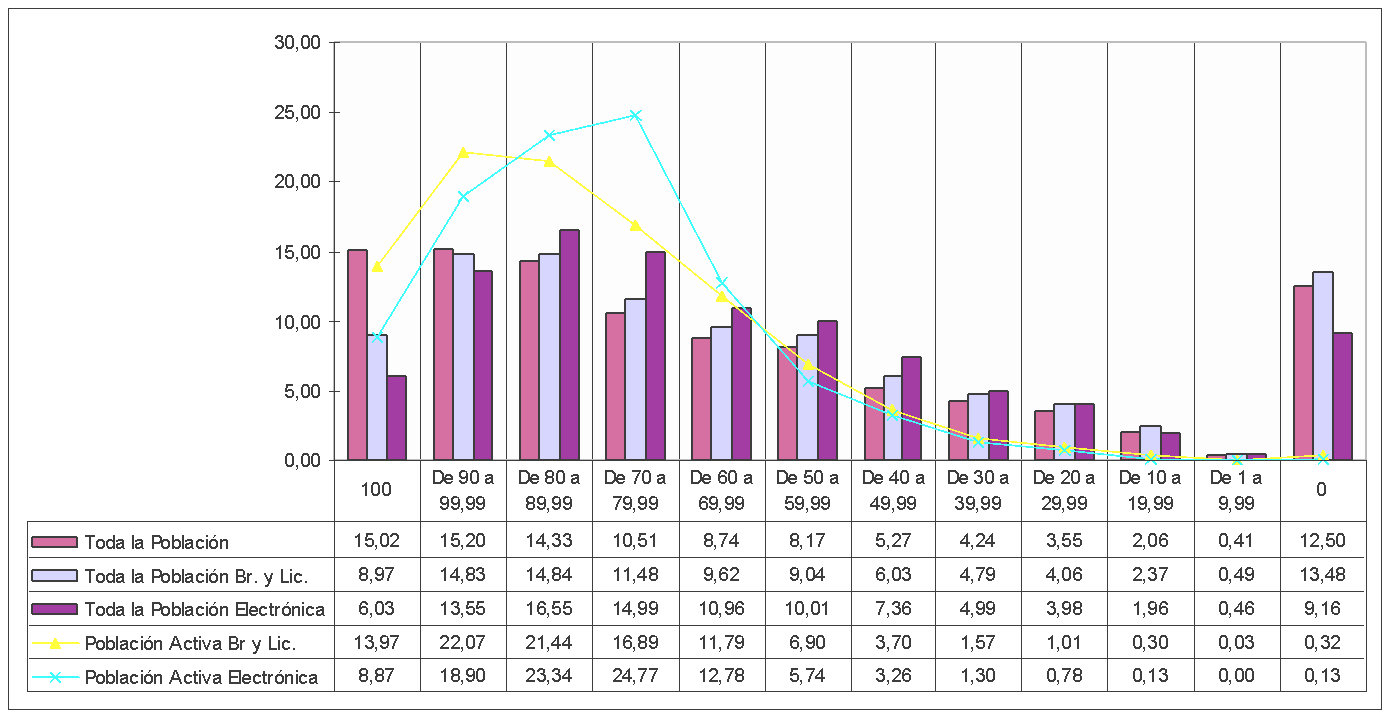 30,00
25,00
20,00
15,00
10,00
5,00
0,00
100 De 90 a 99,99 De 80 a 89,99 De 70 a 79,99 De 60 a 69,99 De 50 a 59,99 De 40 a 49,99 De 30 a 39,99 De 20 a 29,99 De 10 a 19,99 De 1 a 9,99 0
Toda la Población 15,02 15,20 14,33 10,51 8,74 8,17 5,27 4,24 3,55 2,06 0,41 12,50
Toda la Población Br. y Lic. 8,97 14,83 14,84 11,48 9,62 9,04 6,03 4,79 4,06 2,37 0,49 13,48
Toda la Población Electrónica 6,03 13,55 16,55 14,99 10,96 10,01 7,36 4,99 3,98 1,96 0,46 9,16
Población Activa Br y Lic. 13,97 22,07 21,44 16,89 11,79 6,90 3,70 1,57 1,01 0,30 0,03 0,32
Población Activa Electrónica 8,87 18,90 23,34 24,77 12,78 5,74 3,26 1,30 0,78 0,13 0,00 0,13